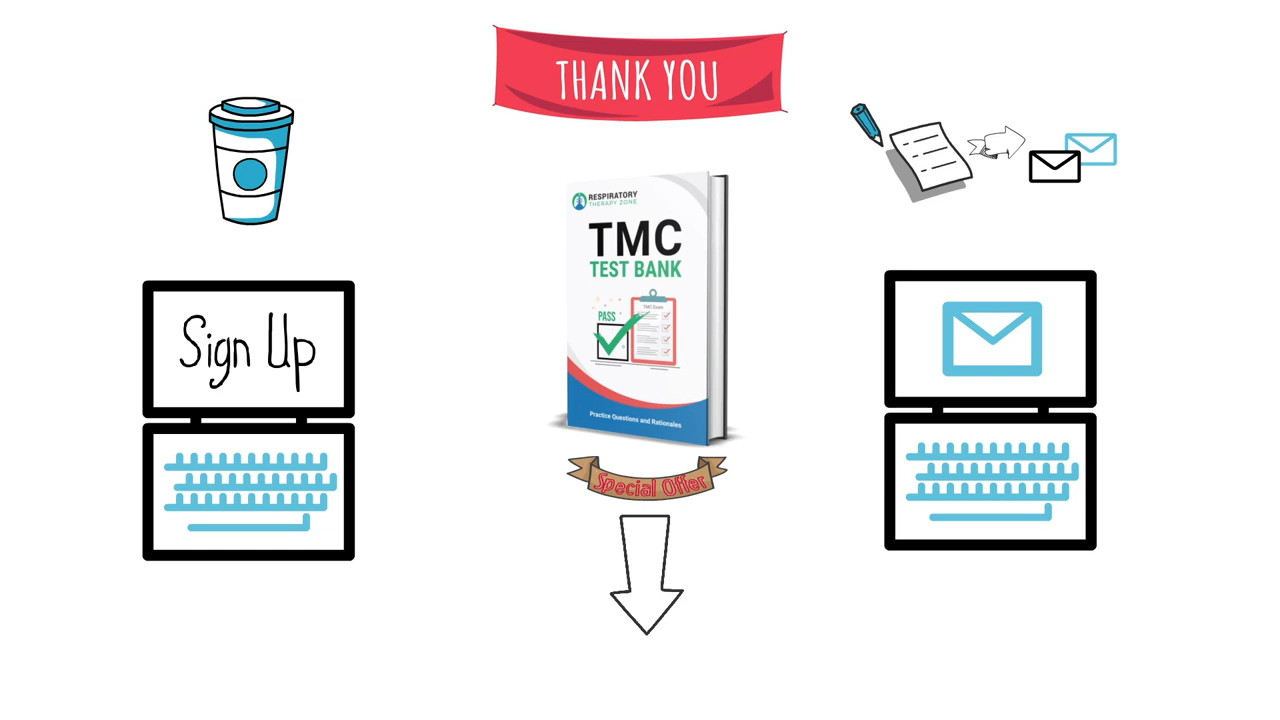 THANK YOU
RESPIRATORY
THERAPY ZONE
TMC
TEST BANK
TMC Exam
PASS
Practice Questions and Rationales
Special Offer
Sign Up